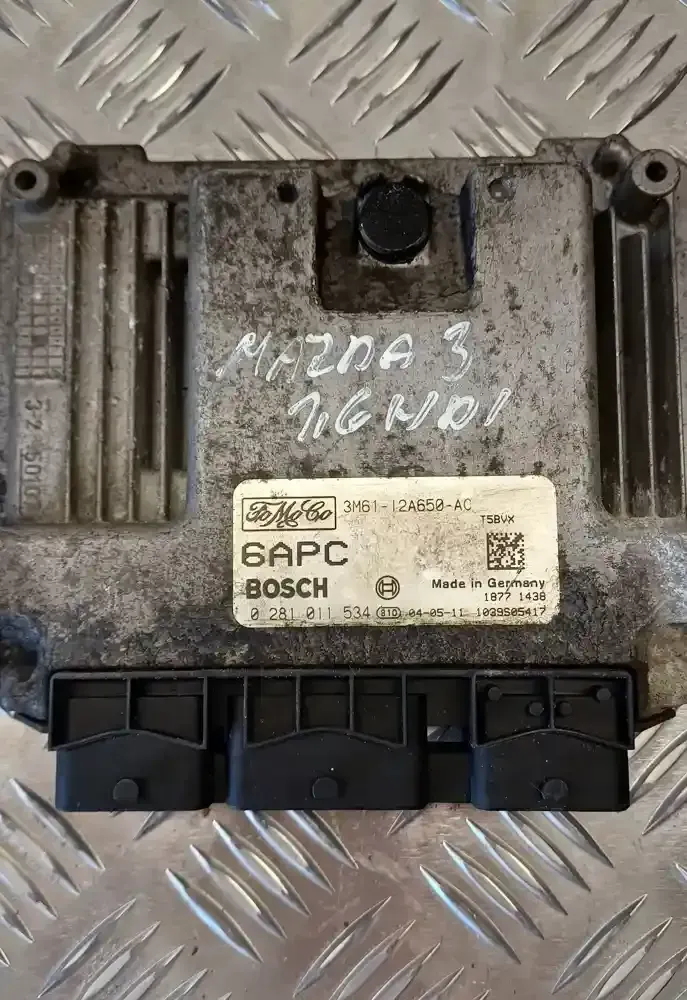 MAZDA 3
1,6 HDI
FoMoCo 3M61-12A650-AC
T5BVX
6APC
BOSCH Made in Germany
1877 1438
0 281 011 534 810 04-05-11 1039S05417